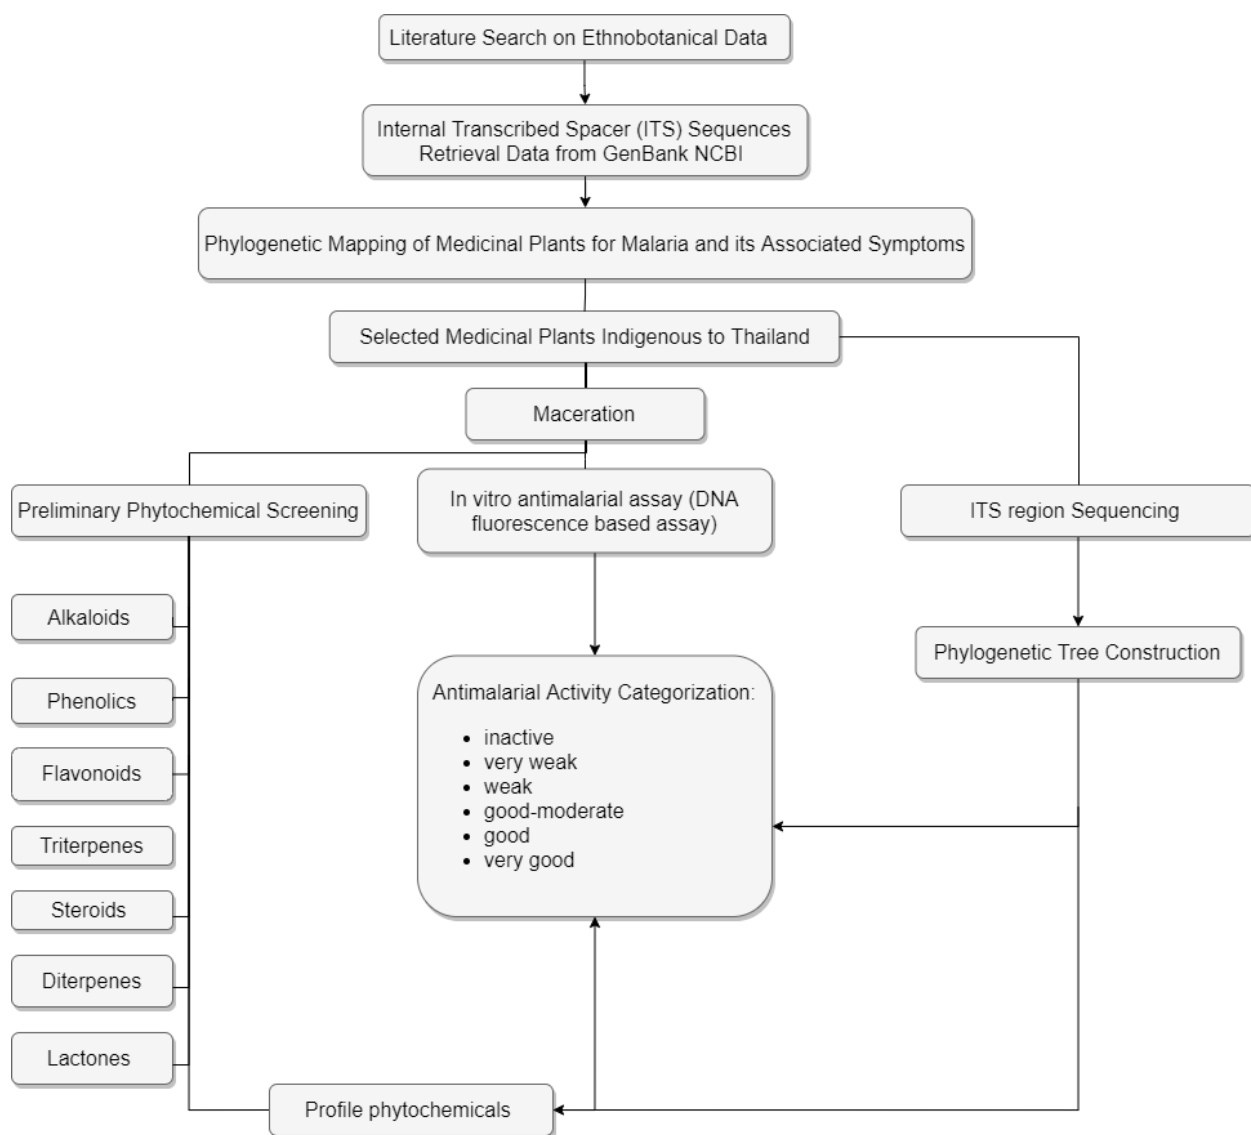 Literature Search on Ethnobotanical Data
Internal Transcribed Spacer (ITS) Sequences
Retrieval Data from GenBank NCBI
Phylogenetic Mapping of Medicinal Plants for Malaria and its Associated Symptoms
Selected Medicinal Plants Indigenous to Thailand
Maceration
Preliminary Phytochemical Screening
In vitro antimalarial assay (DNA
fluorescence based assay)
ITS region Sequencing
Alkaloids
Phenolics
Flavonoids
Triterpenes
Steroids
Diterpenes
Lactones
Antimalarial Activity Categorization:
• inactive
• very weak
• weak
• good-moderate
• good
• very good
Phylogenetic Tree Construction
Profile phytochemicals